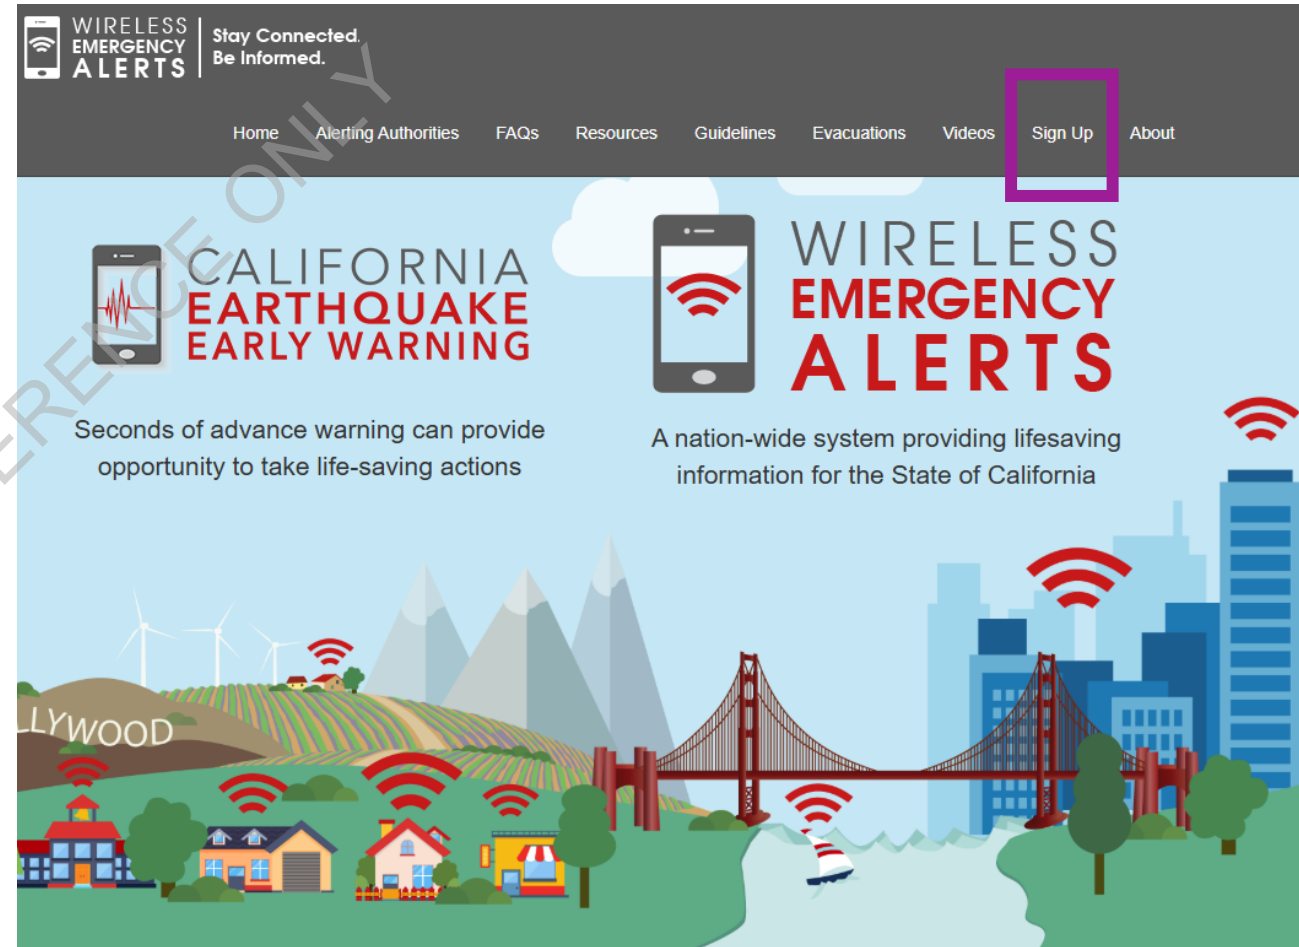 WIRELESS
EMERGENCY
ALERTS
Stay Connected.
Be Informed.
Home Alerting Authorities FAQs Resources Guidelines Evacuations Videos Sign Up About
CALIFORNIA
EARTHQUAKE
EARLY WARNING
Seconds of advance warning can provide
opportunity to take life-saving actions
WIRELESS
EMERGENCY
ALERTS
A nation-wide system providing lifesaving
information for the State of California
LLYWOOD
ERENCE ONLY